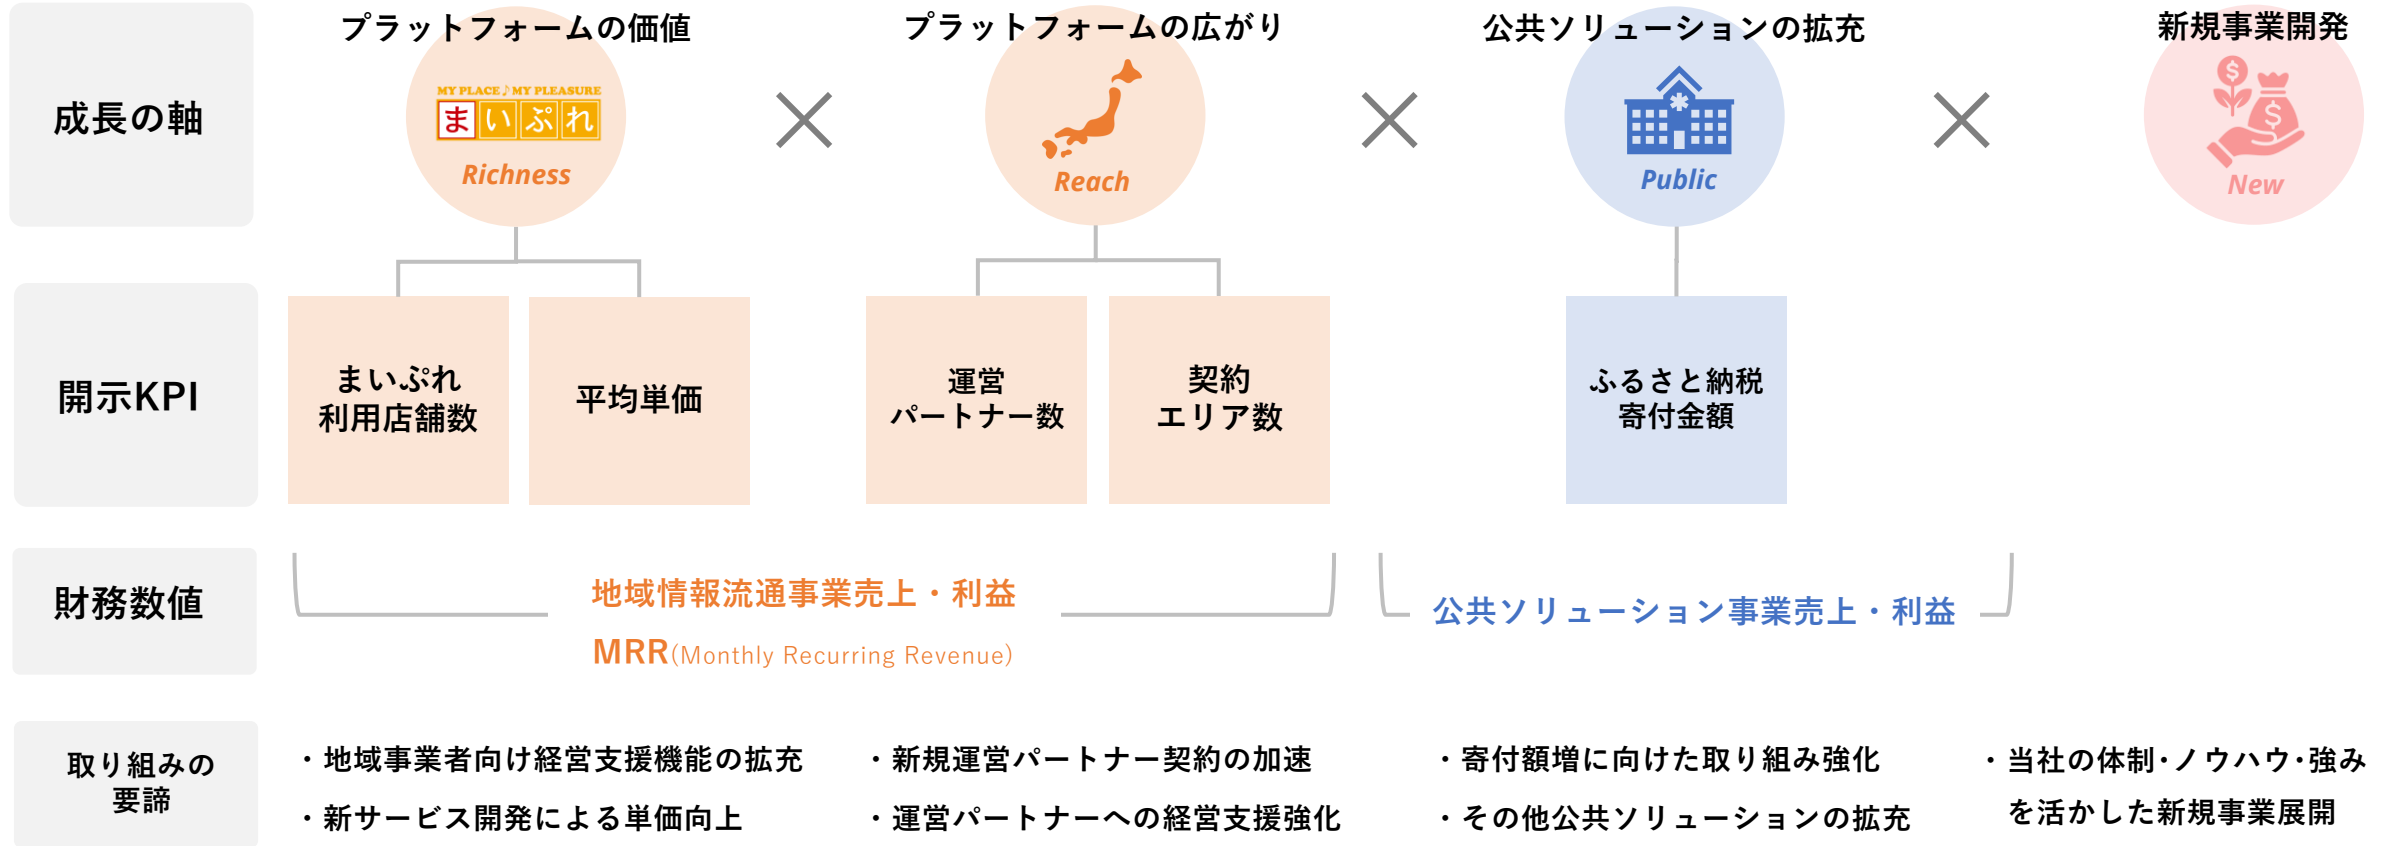 成長の軸
プラットフォームの価値
MY PLACE♪MY PLEASURE
まいぷれ
Richness
プラットフォームの広がり
Reach
公共ソリューションの拡充
Public
新規事業開発
New
開示KPI
まいぷれ
利用店舗数
平均単価
運営
パートナー数
契約
エリア数
ふるさと納税
寄付金額
財務数値
地域情報流通事業売上・利益
MRR(Monthly Recurring Revenue)
公共ソリューション事業売上・利益
取り組みの
要諦
・地域事業者向け経営支援機能の拡充
・新サービス開発による単価向上
・新規運営パートナー契約の加速
・運営パートナーへの経営支援強化
・寄付額増に向けた取り組み強化
・その他公共ソリューションの拡充
・当社の体制・ノウハウ・強み
を活かした新規事業展開